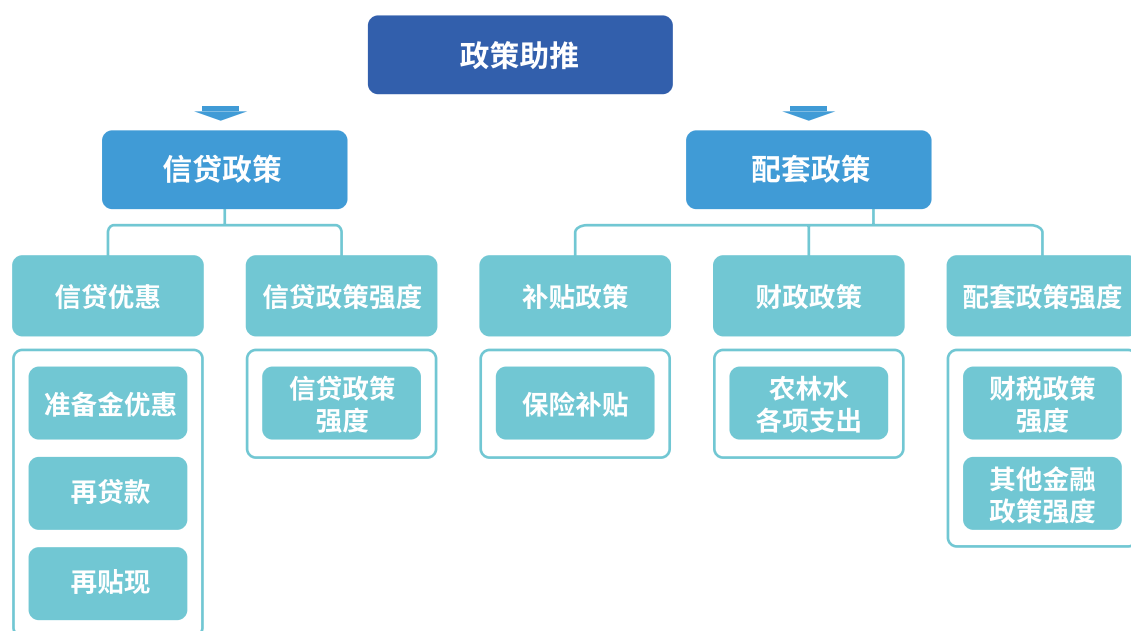 政策助推
信贷政策
配套政策
信贷优惠
信贷政策强度
补贴政策
财政政策
配套政策强度
准备金优惠
再贷款
再贴现
信贷政策
强度
保险补贴
农林水
各项支出
财税政策
强度
其他金融
政策强度